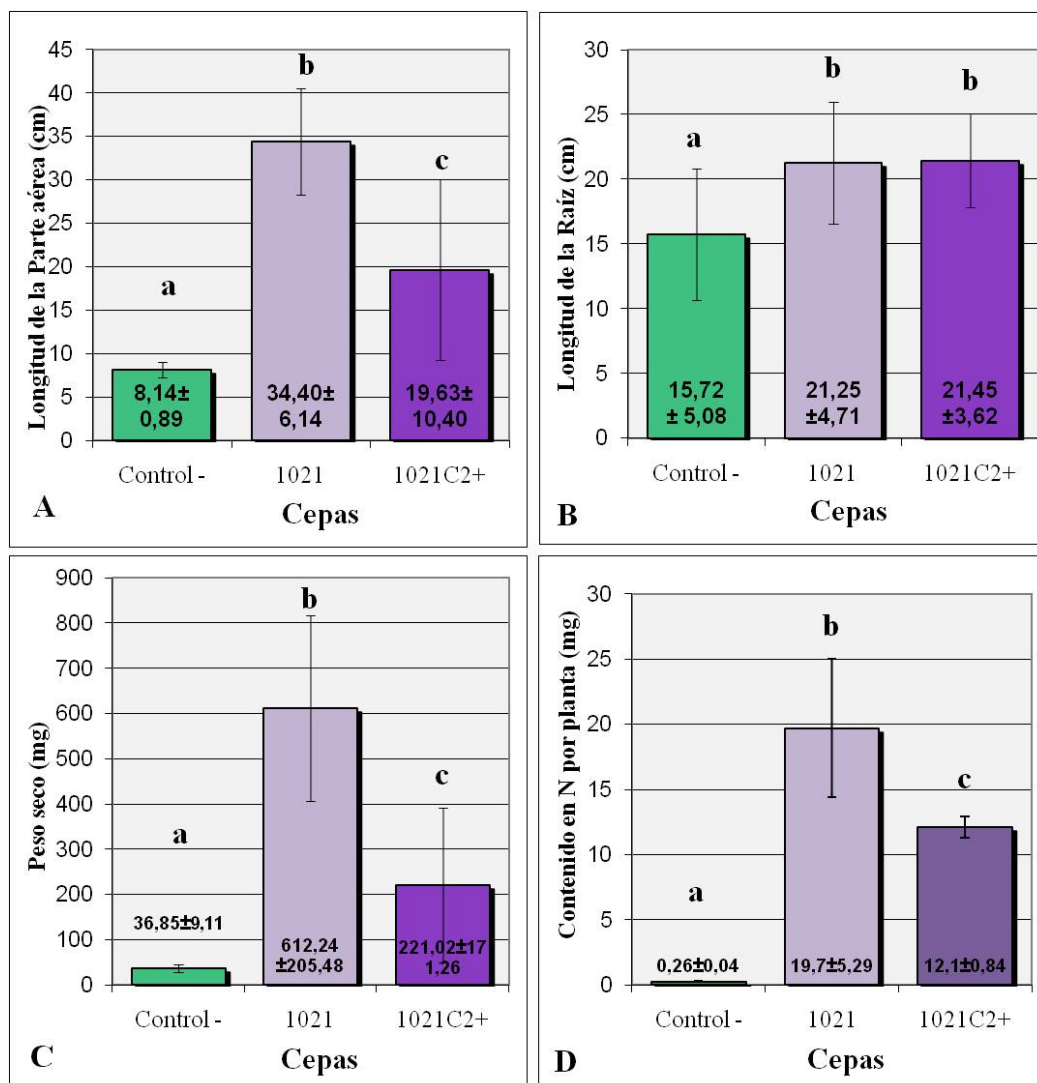 Longitud de la Parte aérea (cm)
45
40
35
30
25
20
15
10
5
0
a
b
c
8,14±
0,89
34,40±
6,14
19,63±
10,40
Control -
1021
1021C2+
Cepas
A
Longitud de la Raíz (cm)
30
25
20
15
10
5
0
a
b
b
15,72
± 5,08
21,25
±4,71
21,45
±3,62
Control -
1021
1021C2+
Cepas
B
Peso seco (mg)
900
800
700
600
500
400
300
200
100
0
a
b
c
36,85±9,11
612,24
±205,48
221,02±17
1,26
Control -
1021
1021C2+
Cepas
C
Contenido en N por planta (mg)
30
25
20
15
10
5
0
a
b
c
0,26±0,04
19,7±5,29
12,1±0,84
Control -
1021
1021C2+
Cepas
D